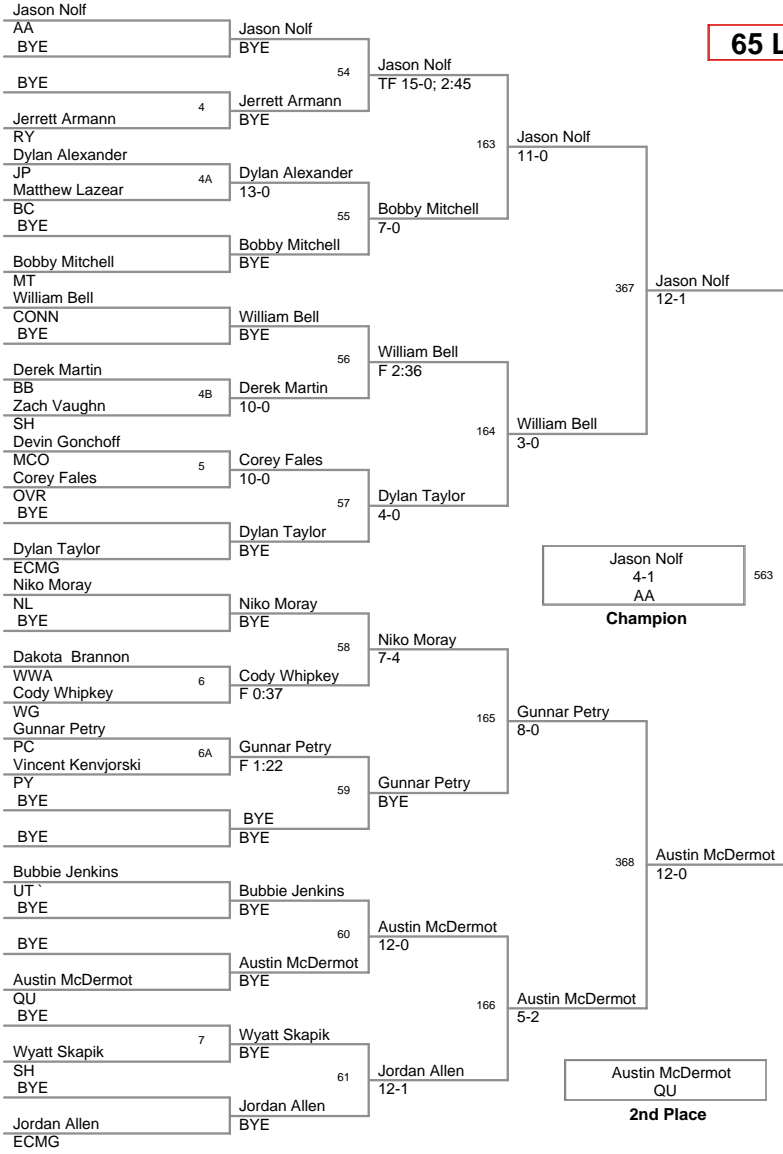 65 L
Jason Nolf
AA
BYE
BYE
4
Jerrett Armann
RY
Dylan Alexander
JP
4A
Matthew Lazear
BC
BYE
Bobby Mitchell
MT
William Bell
CONN
BYE
Derek Martin
BB
4B
Zach Vaughn
SH
Devin Gonchoff
MCO
5
Corey Fales
OVR
BYE
Dylan Taylor
ECMG
Niko Moray
NL
BYE
Dakota Brannon
WWA
6
Cody Whipkey
WG
Gunnar Petry
PC
6A
Vincent Kenvjorski
PY
BYE
BYE
Bubbie Jenkins
UT `
BYE
BYE
Austin McDermot
QU
BYE
7
Wyatt Skapik
SH
BYE
Jordan Allen
ECMG
Jason Nolf
BYE
54
Jerrett Armann
BYE
Dylan Alexander
13-0
55
Bobby Mitchell
BYE
William Bell
BYE
56
Derek Martin
10-0
Corey Fales
10-0
57
Dylan Taylor
BYE
Niko Moray
BYE
58
Cody Whipkey
F 0:37
Gunnar Petry
F 1:22
59
BYE
BYE
Bubbie Jenkins
BYE
60
Austin McDermot
BYE
Wyatt Skapik
BYE
61
Jordan Allen
BYE
Jason Nolf
TF 15-0; 2:45
163
Bobby Mitchell
7-0
William Bell
F 2:36
164
Dylan Taylor
4-0
Niko Moray
7-4
165
Gunnar Petry
BYE
Austin McDermot
12-0
166
Jordan Allen
12-1
Jason Nolf
11-0
367
William Bell
3-0
Gunnar Petry
8-0
368
Austin McDermot
5-2
Jason Nolf
12-1
Austin McDermot
12-0
Jason Nolf
4-1
AA
563
Champion
Austin McDermot
QU
2nd Place